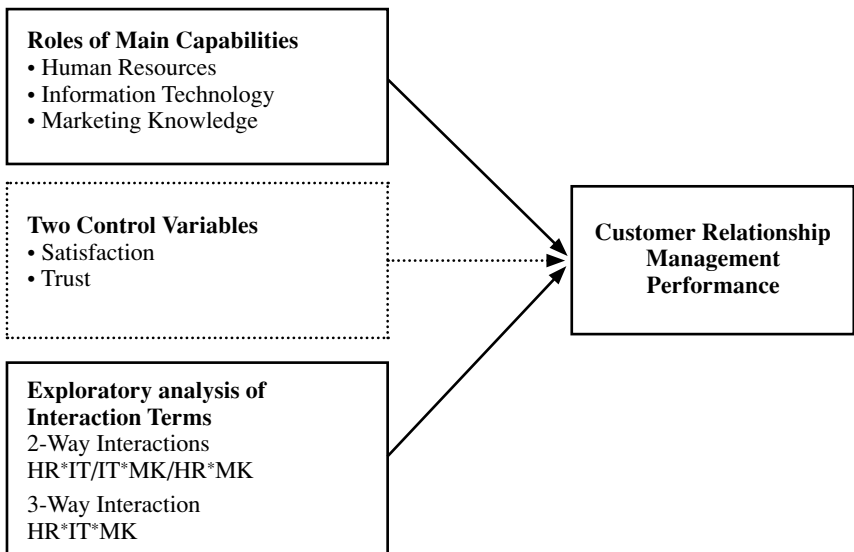 Roles of Main Capabilities
• Human Resources
• Information Technology
• Marketing Knowledge
Two Control Variables
• Satisfaction
• Trust
Customer Relationship
Management
Performance
Exploratory analysis of
Interaction Terms
2-Way Interactions
HR*IT/IT*MK/HR*MK
3-Way Interaction
HR*IT*MK